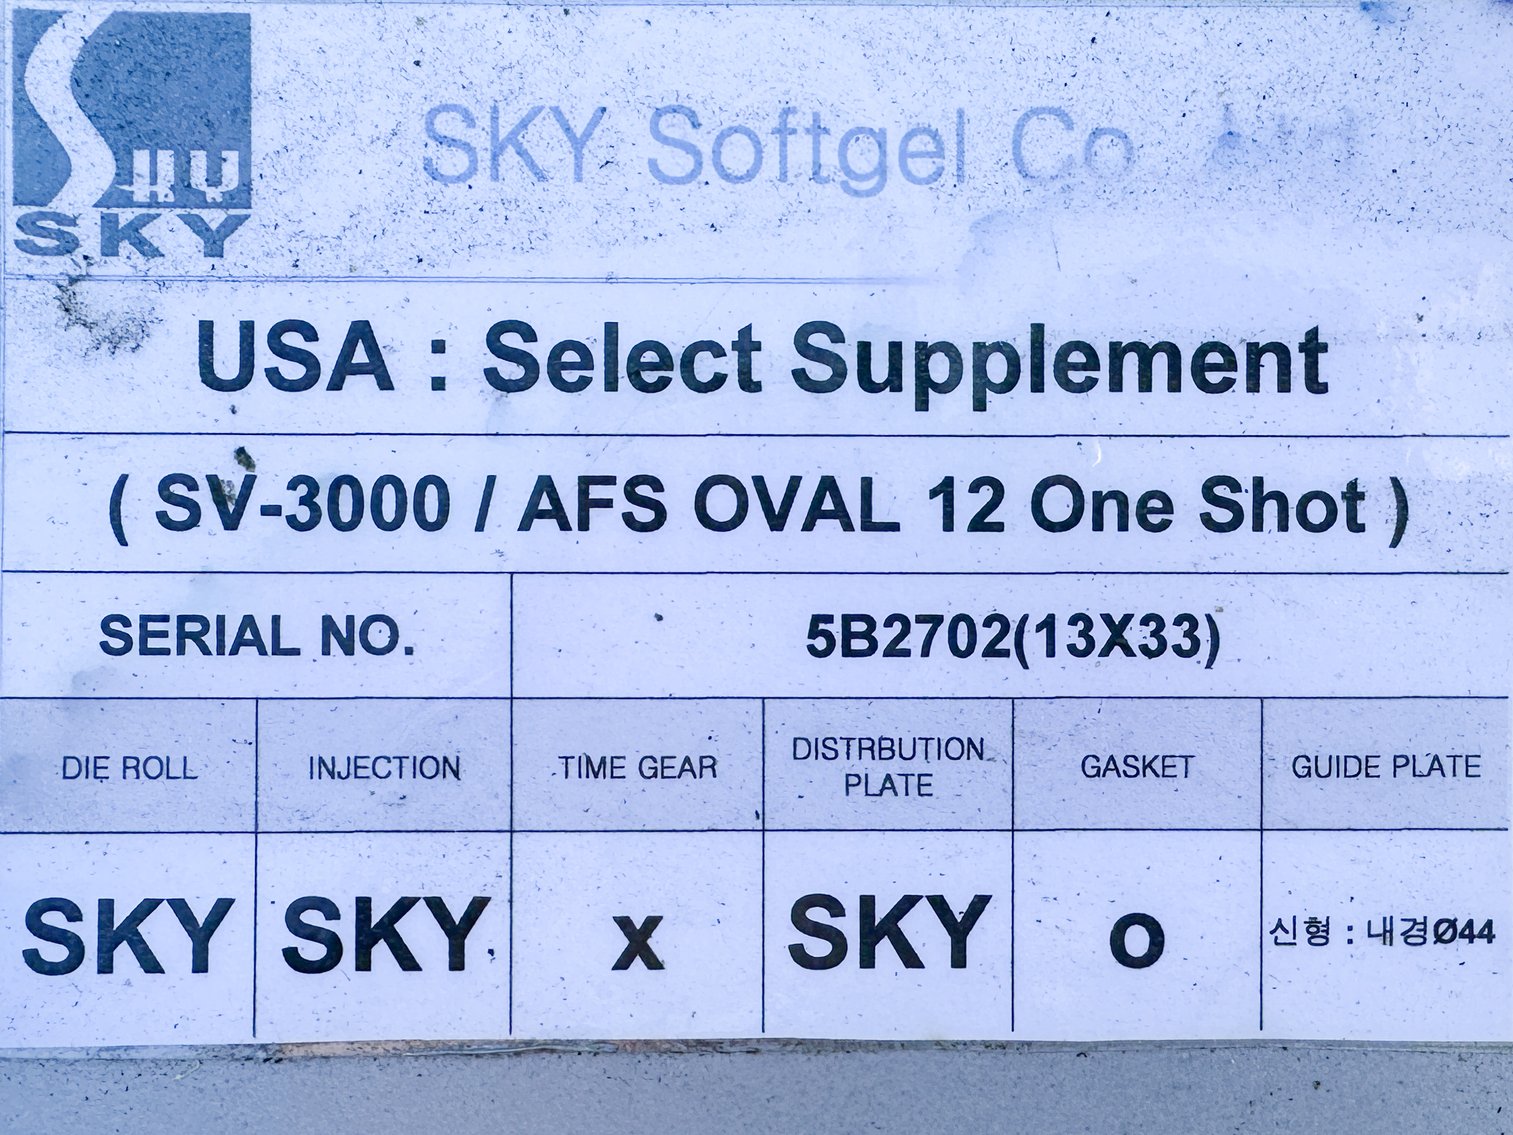 SKY
SKY
SKY Softgel Co.
USA : Select Supplement
( SV-3000 / AFS OVAL 12 One Shot )
SERIAL NO. 5B2702(13X33)
DIE ROLL INJECTION TIME GEAR DISTRBUTION PLATE GASKET GUIDE PLATE
SKY SKY x SKY o 신형 : 내경Ø44